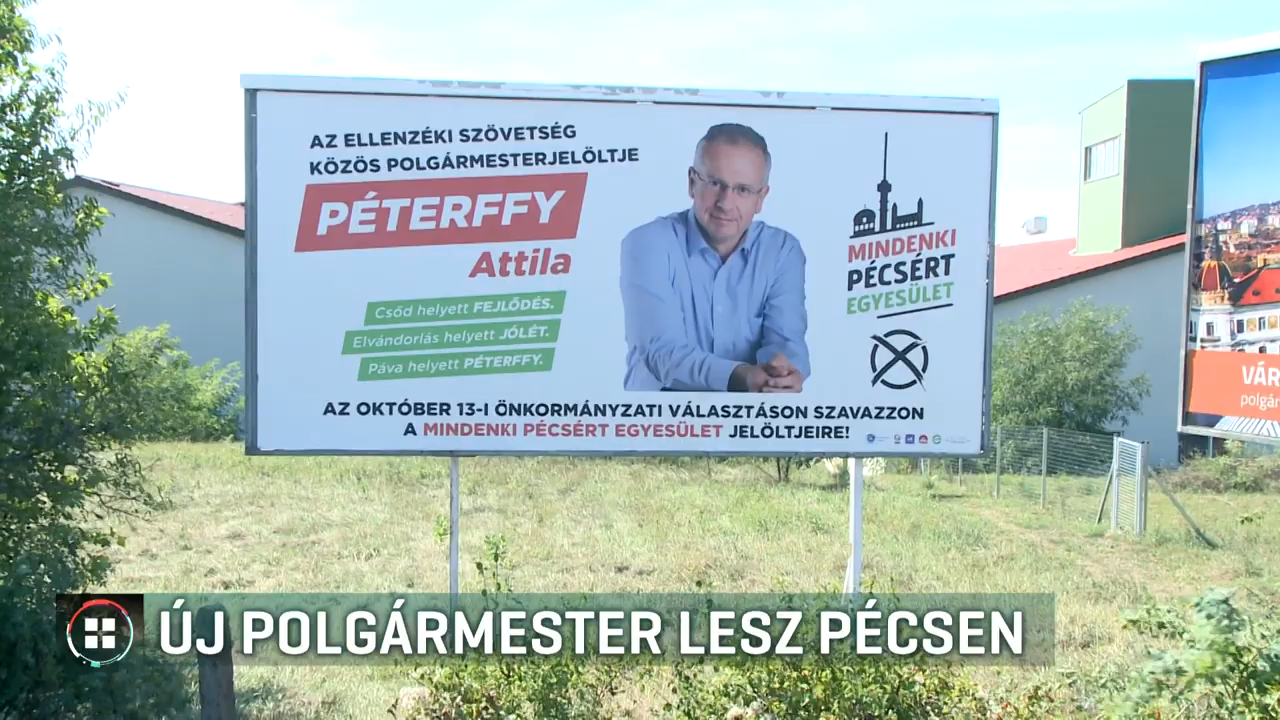 AZ ELLENZÉKI SZÖVETSÉG
KÖZÖS POLGÁRMESTERJELÖLTJE
PÉTERFFY
Attila
Csőd helyett FEJLŐDÉS.
Elvándorlás helyett JÓLÉT.
Páva helyett PÉTERFFY.
MINDENKI
PÉCSÉRT
EGYESÜLET
AZ OKTÓBER 13-I ÖNKORMÁNYZATI VÁLASZTÁSON SZAVAZZON
A MINDENKI PÉCSÉRT EGYESÜLET JELÖLTJEIRE!
VÁR
polgár
ÚJ POLGÁRMESTER LESZ PÉCSEN